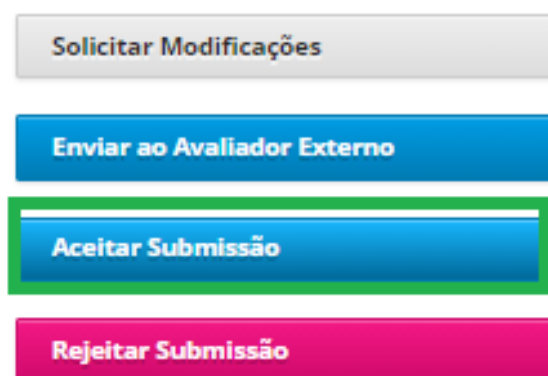 Solicitar Modificações
Enviar ao Avaliador Externo
Aceitar Submissão
Rejeitar Submissão